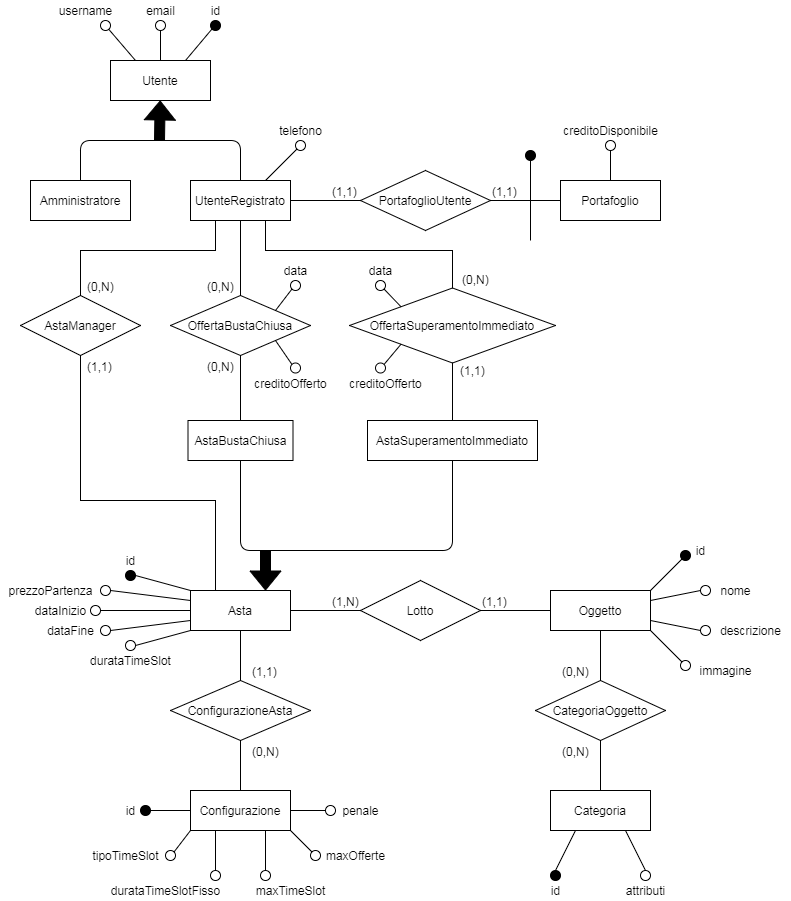 username
email
id
Utente
telefono
creditoDisponibile
Amministratore
UtenteRegistrato
(1,1)
PortafoglioUtente
(1,1)
Portafoglio
(0,N)
(0,N)
data
data
(0,N)
AstaManager
OffertaBustaChiusa
OffertaSuperamentoImmediato
(1,1)
(0,N)
creditoOfferto
creditoOfferto
(1,1)
AstaBustaChiusa
AstaSuperamentoImmediato
id
prezzoPartenza
dataInizio
dataFine
durataTimeSlot
Asta
(1,N)
Lotto
(1,1)
Oggetto
id
nome
descrizione
immagine
(1,1)
(0,N)
ConfigurazioneAsta
CategoriaOggetto
(0,N)
(0,N)
id
Configurazione
penale
Categoria
tipoTimeSlot
maxOfferte
durataTimeSlotFisso
maxTimeSlot
id
attributi